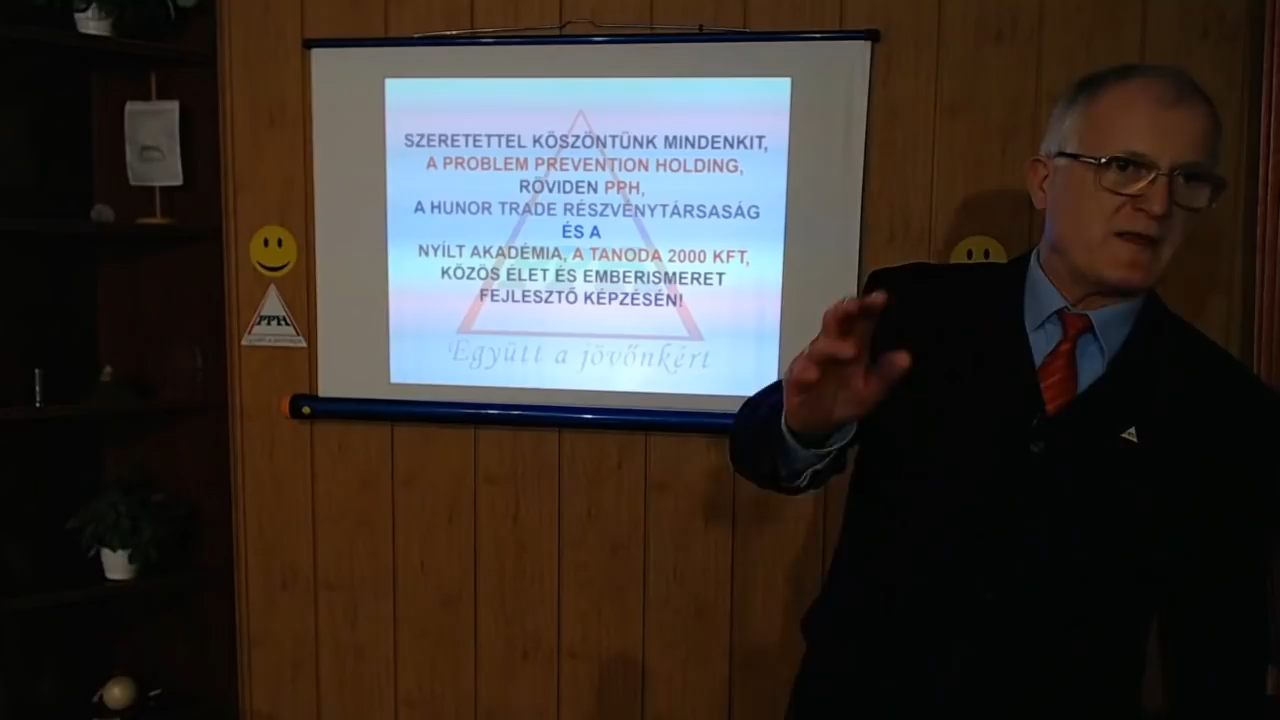 SZERETETTEL KÖSZÖNTÜNK MINDENKIT,
A PROBLEM PREVENTION HOLDING,
RÖVIDEN PPH,
A HUNOR TRADE RÉSZVÉNYTÁRSASÁG
ÉS A
NYÍLT AKADÉMIA, A TANODA 2000 KFT,
KÖZÖS ÉLET ÉS EMBERISMERET
FEJLESZTŐ KÉPZÉSÉN!
Együtt a jövőnkért
PPH